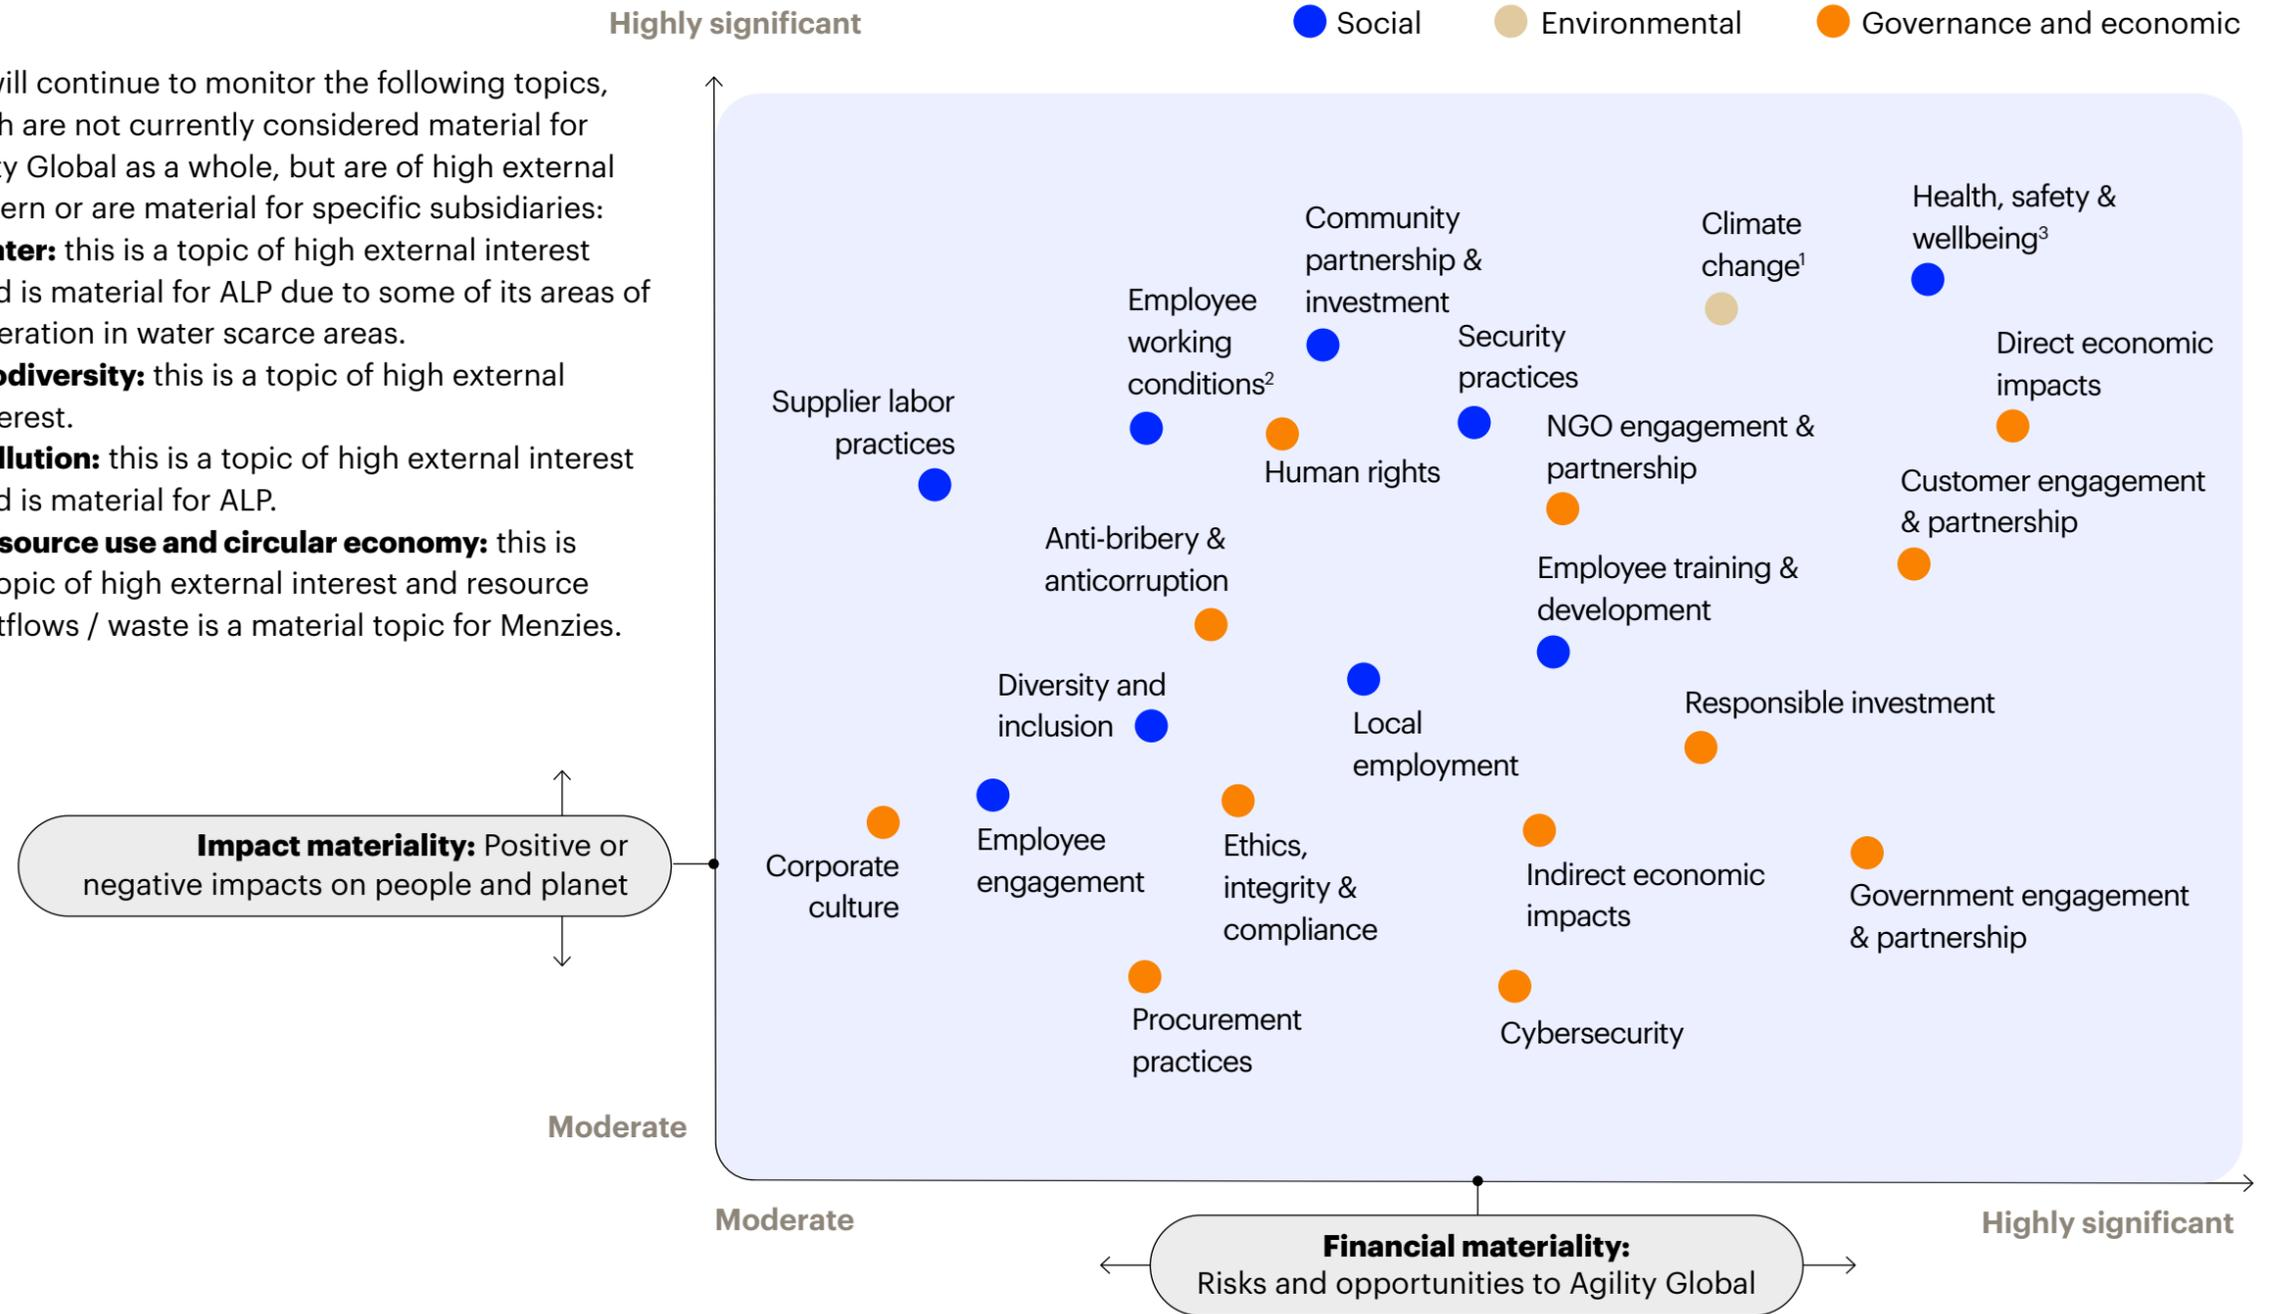 Highly significant
Social
Environmental
Governance and economic
will continue to monitor the following topics,
h are not currently considered material for
ty Global as a whole, but are of high external
ern or are material for specific subsidiaries:
ter: this is a topic of high external interest
d is material for ALP due to some of its areas of
eration in water scarce areas.
odiversity: this is a topic of high external
erest.
llution: this is a topic of high external interest
d is material for ALP.
source use and circular economy: this is
opic of high external interest and resource
tflows / waste is a material topic for Menzies.
Health, safety &
wellbeing³
Climate
change¹
Community
partnership &
investment
Employee
working
conditions²
Security
practices
Direct economic
impacts
Supplier labor
practices
Human rights
NGO engagement &
partnership
Customer engagement
& partnership
Anti-bribery &
anticorruption
Employee training &
development
Diversity and
inclusion
Local
employment
Responsible investment
Impact materiality: Positive or
negative impacts on people and planet
Corporate
culture
Employee
engagement
Ethics,
integrity &
compliance
Indirect economic
impacts
Government engagement
& partnership
Procurement
practices
Cybersecurity
Moderate
Moderate
Highly significant
Financial materiality:
Risks and opportunities to Agility Global